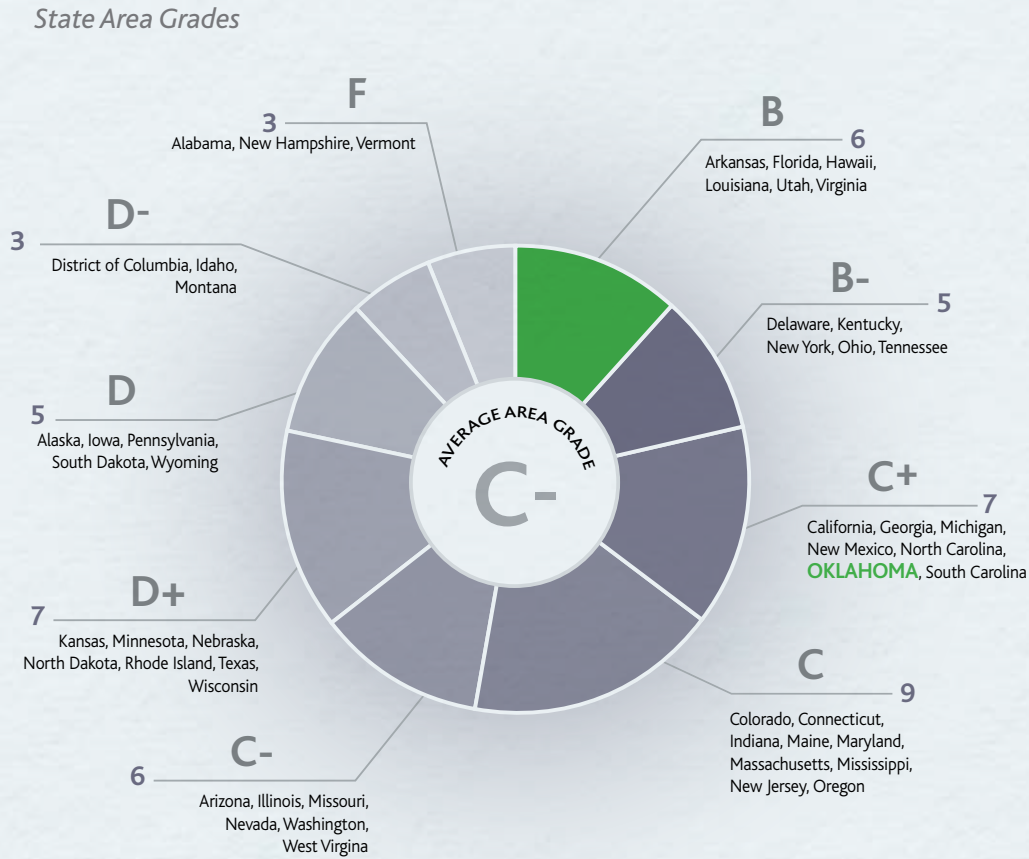 State Area Grades
F
3
Alabama, New Hampshire, Vermont
B
6
Arkansas, Florida, Hawaii,
Louisiana, Utah, Virginia
D-
3
District of Columbia, Idaho,
Montana
B-
5
Delaware, Kentucky,
New York, Ohio, Tennessee
D
5
Alaska, Iowa, Pennsylvania,
South Dakota, Wyoming
AVERAGE AREA GRADE
C-
C+
7
California, Georgia, Michigan,
New Mexico, North Carolina,
OKLAHOMA, South Carolina
D+
7
Kansas, Minnesota, Nebraska,
North Dakota, Rhode Island, Texas,
Wisconsin
C
9
Colorado, Connecticut,
Indiana, Maine, Maryland,
Massachusetts, Mississippi,
New Jersey, Oregon
C-
6
Arizona, Illinois, Missouri,
Nevada, Washington,
West Virgina